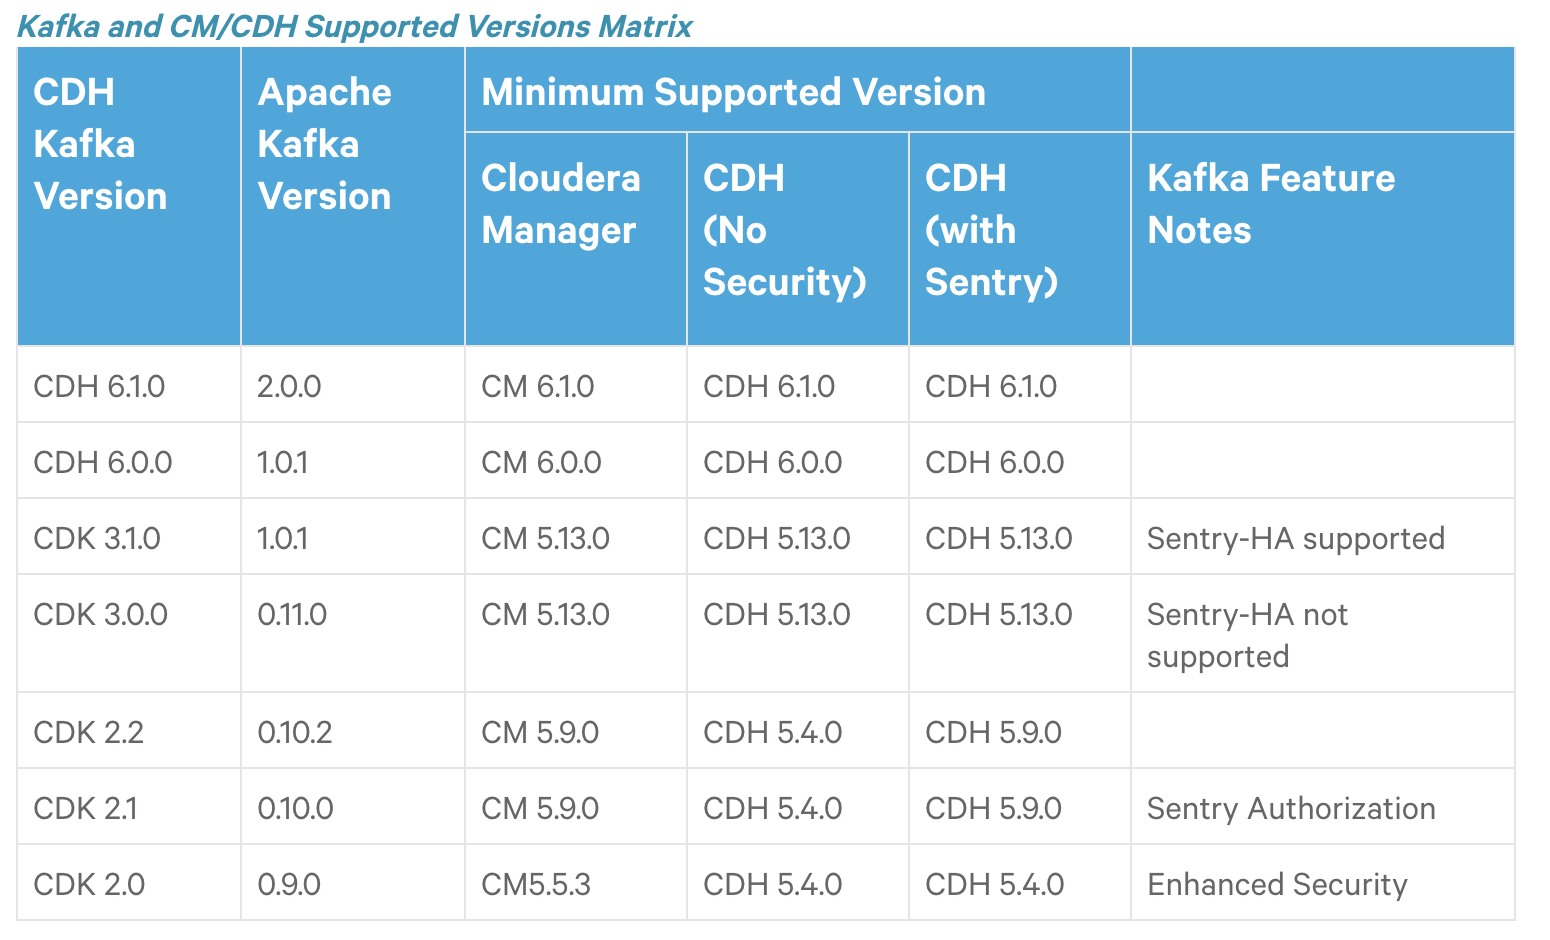 Kafka and CM/CDH Supported Versions Matrix
CDH Kafka Version
Apache Kafka Version
Minimum Supported Version
Cloudera Manager
CDH (No Security)
CDH (with Sentry)
Kafka Feature Notes
CDH 6.1.0 2.0.0 CM 6.1.0 CDH 6.1.0 CDH 6.1.0
CDH 6.0.0 1.0.1 CM 6.0.0 CDH 6.0.0 CDH 6.0.0
CDK 3.1.0 1.0.1 CM 5.13.0 CDH 5.13.0 CDH 5.13.0 Sentry-HA supported
CDK 3.0.0 0.11.0 CM 5.13.0 CDH 5.13.0 CDH 5.13.0 Sentry-HA not
supported
CDK 2.2 0.10.2 CM 5.9.0 CDH 5.4.0 CDH 5.9.0
CDK 2.1 0.10.0 CM 5.9.0 CDH 5.4.0 CDH 5.9.0 Sentry Authorization
CDK 2.0 0.9.0 CM5.5.3 CDH 5.4.0 CDH 5.4.0 Enhanced Security